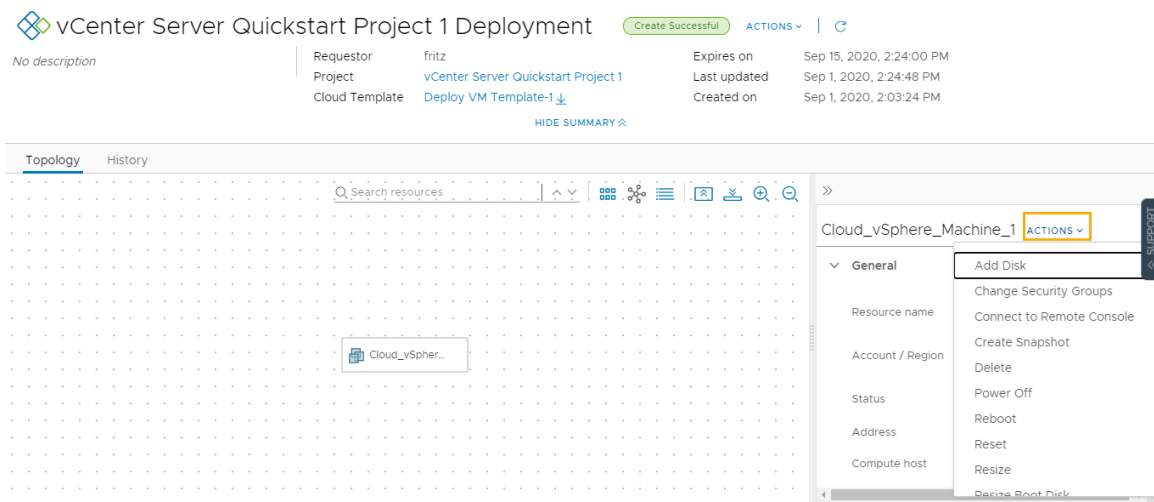 vCenter Server Quickstart Project 1 Deployment Create Successful ACTIONS
No description
Requestor fritz Expires on Sep 15, 2020, 2:24:00 PM
Project vCenter Server Quickstart Project 1 Last updated Sep 1, 2020, 2:24:48 PM
Cloud Template Deploy VM Template-1 Created on Sep 1, 2020, 2:03:24 PM
HIDE SUMMARY
Topology History
Search resources
Cloud_vSpher...
SUPPORT
Cloud_vSphere_Machine_1 ACTIONS
General
Resource name
Account / Region
Status
Address
Compute host
Add Disk
Change Security Groups
Connect to Remote Console
Create Snapshot
Delete
Power Off
Reboot
Reset
Resize
Resize Boot Disk